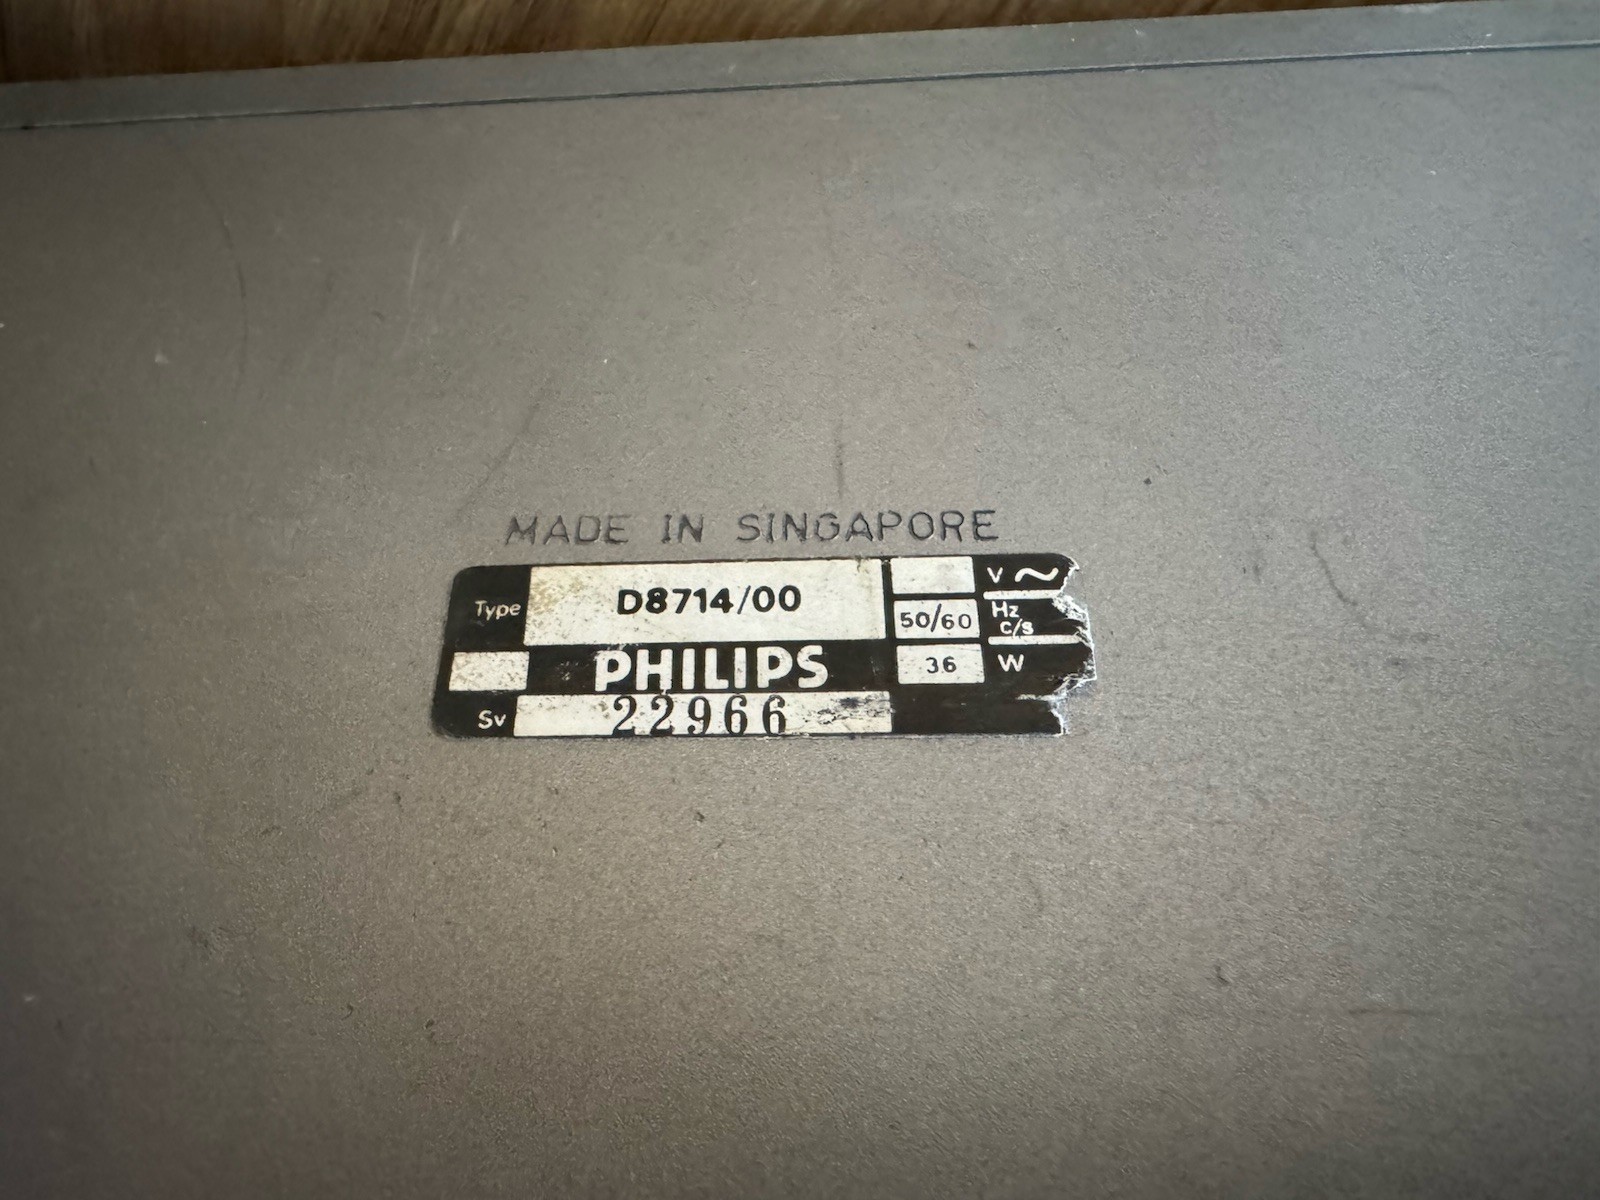 MADE IN SINGAPORE
Type D8714/00 V ~
50/60 Hz c/s
PHILIPS 36 W
Sv 22966